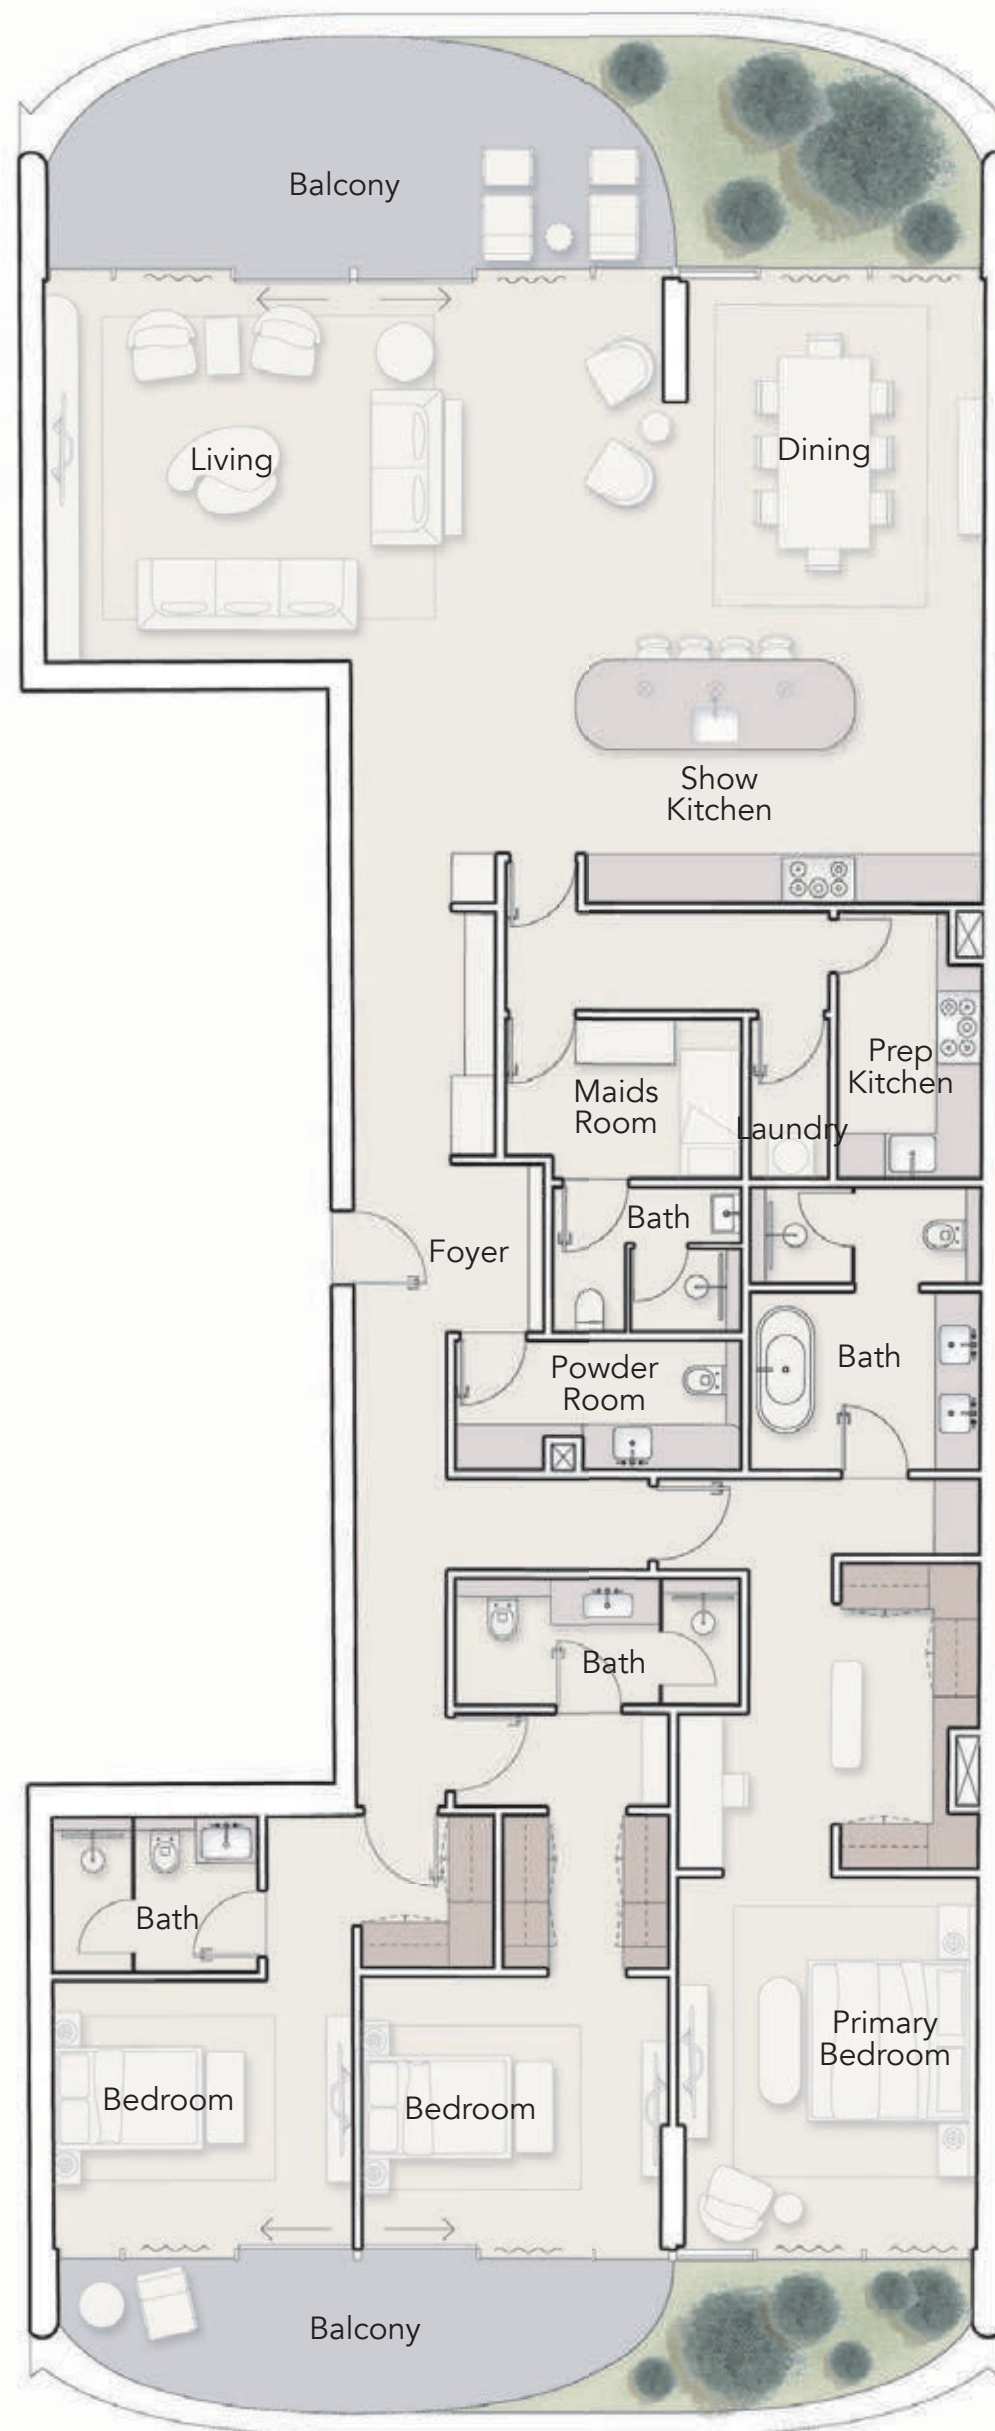 Balcony
Living
Dining
Show
Kitchen
Prep
Kitchen
Maids
Room
Laundry
Bath
Foyer
Bath
Powder
Room
Bath
Bath
Primary
Bedroom
Bedroom
Bedroom
Balcony